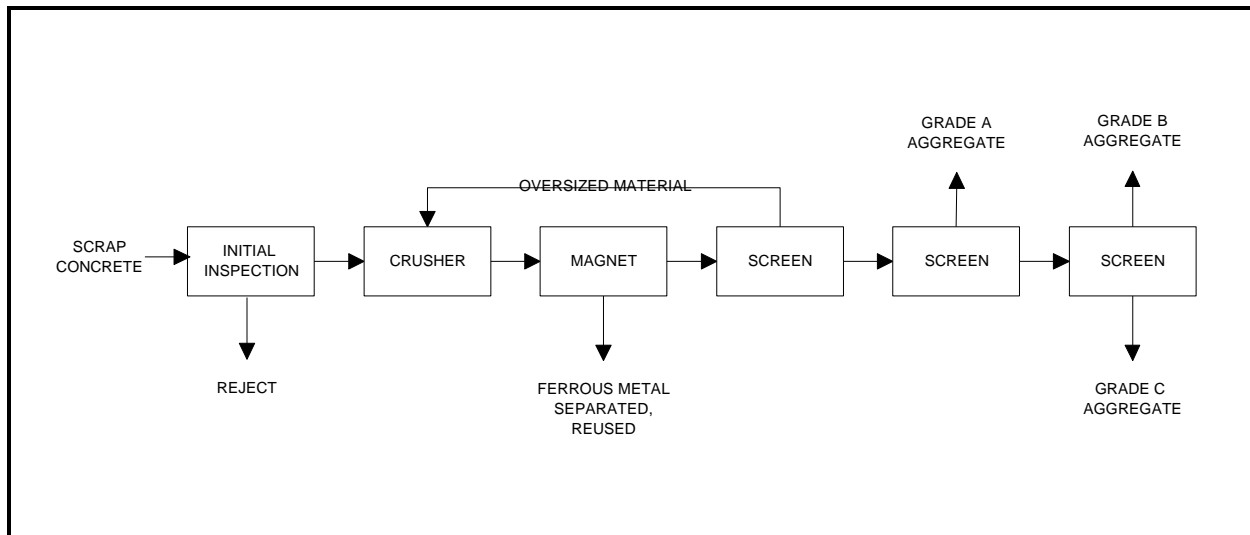 GRADE A
AGGREGATE
GRADE B
AGGREGATE
OVERSIZED MATERIAL
SCRAP
CONCRETE
INITIAL
INSPECTION
CRUSHER
MAGNET
SCREEN
SCREEN
SCREEN
REJECT
FERROUS METAL
SEPARATED,
REUSED
GRADE C
AGGREGATE